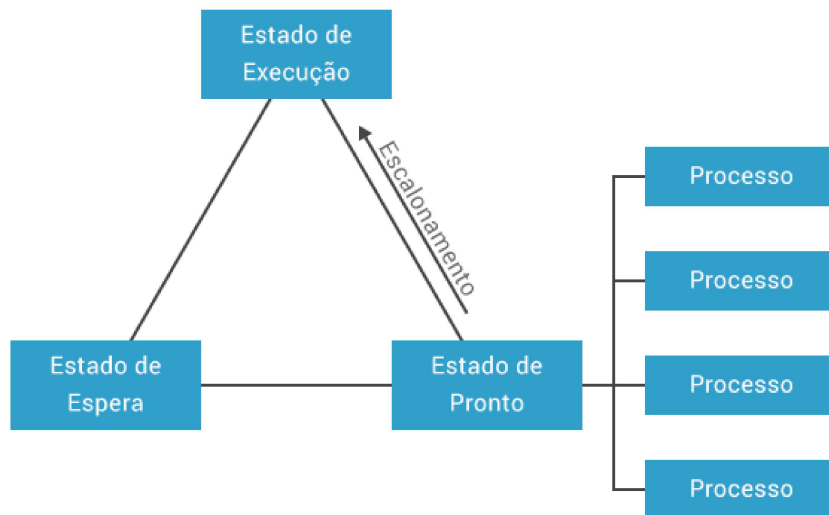 Estado de
Execução
Escalonamento
Estado de
Espera
Estado de
Pronto
Processo
Processo
Processo
Processo